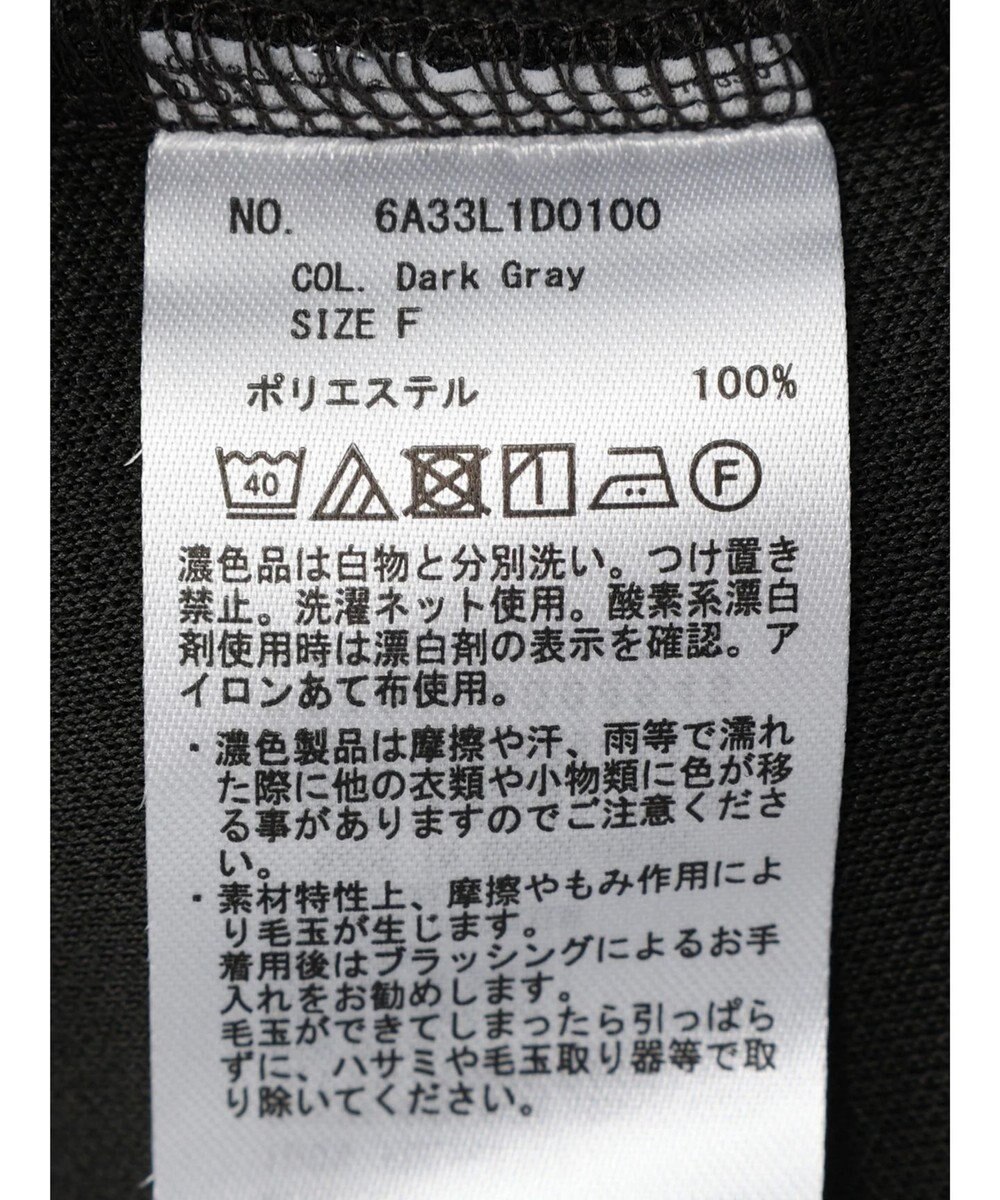 NO. 6A33L1D0100
COL. Dark Gray
SIZE F
ポリエステル 100%
40 F
濃色品は白物と分別洗い。つけ置き
禁止。洗濯ネット使用。酸素系漂白
剤使用時は漂白剤の表示を確認。ア
イロンあて布使用。
・濃色製品は摩擦や汗、雨等で濡れ
た際に他の衣類や小物類に色が移
る事がありますのでご注意くださ
い。
・素材特性上、摩擦やもみ作用によ
り毛玉が生じます。
着用後はブラッシングによるお手
入れをお勧めします。
毛玉ができてしまったら引っぱら
ずに、ハサミや毛玉取り器等で取
り除いてください。